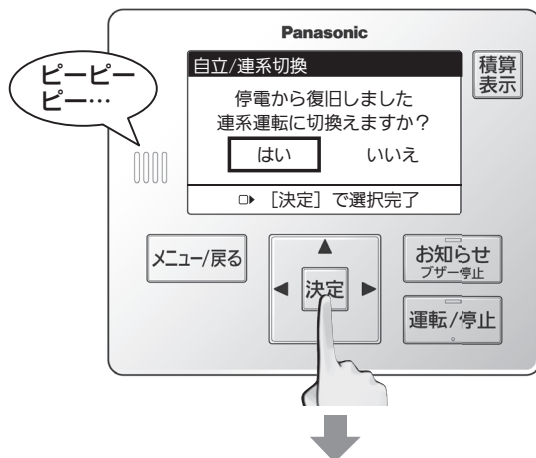 Panasonic
自立/連系切換
積算
表示
ピーピー
ピー…
停電から復旧しました
連系運転に切換えますか？
はい いいえ
［決定］で選択完了
メニュー/戻る
お知らせ
ブザー停止
決定
運転/停止